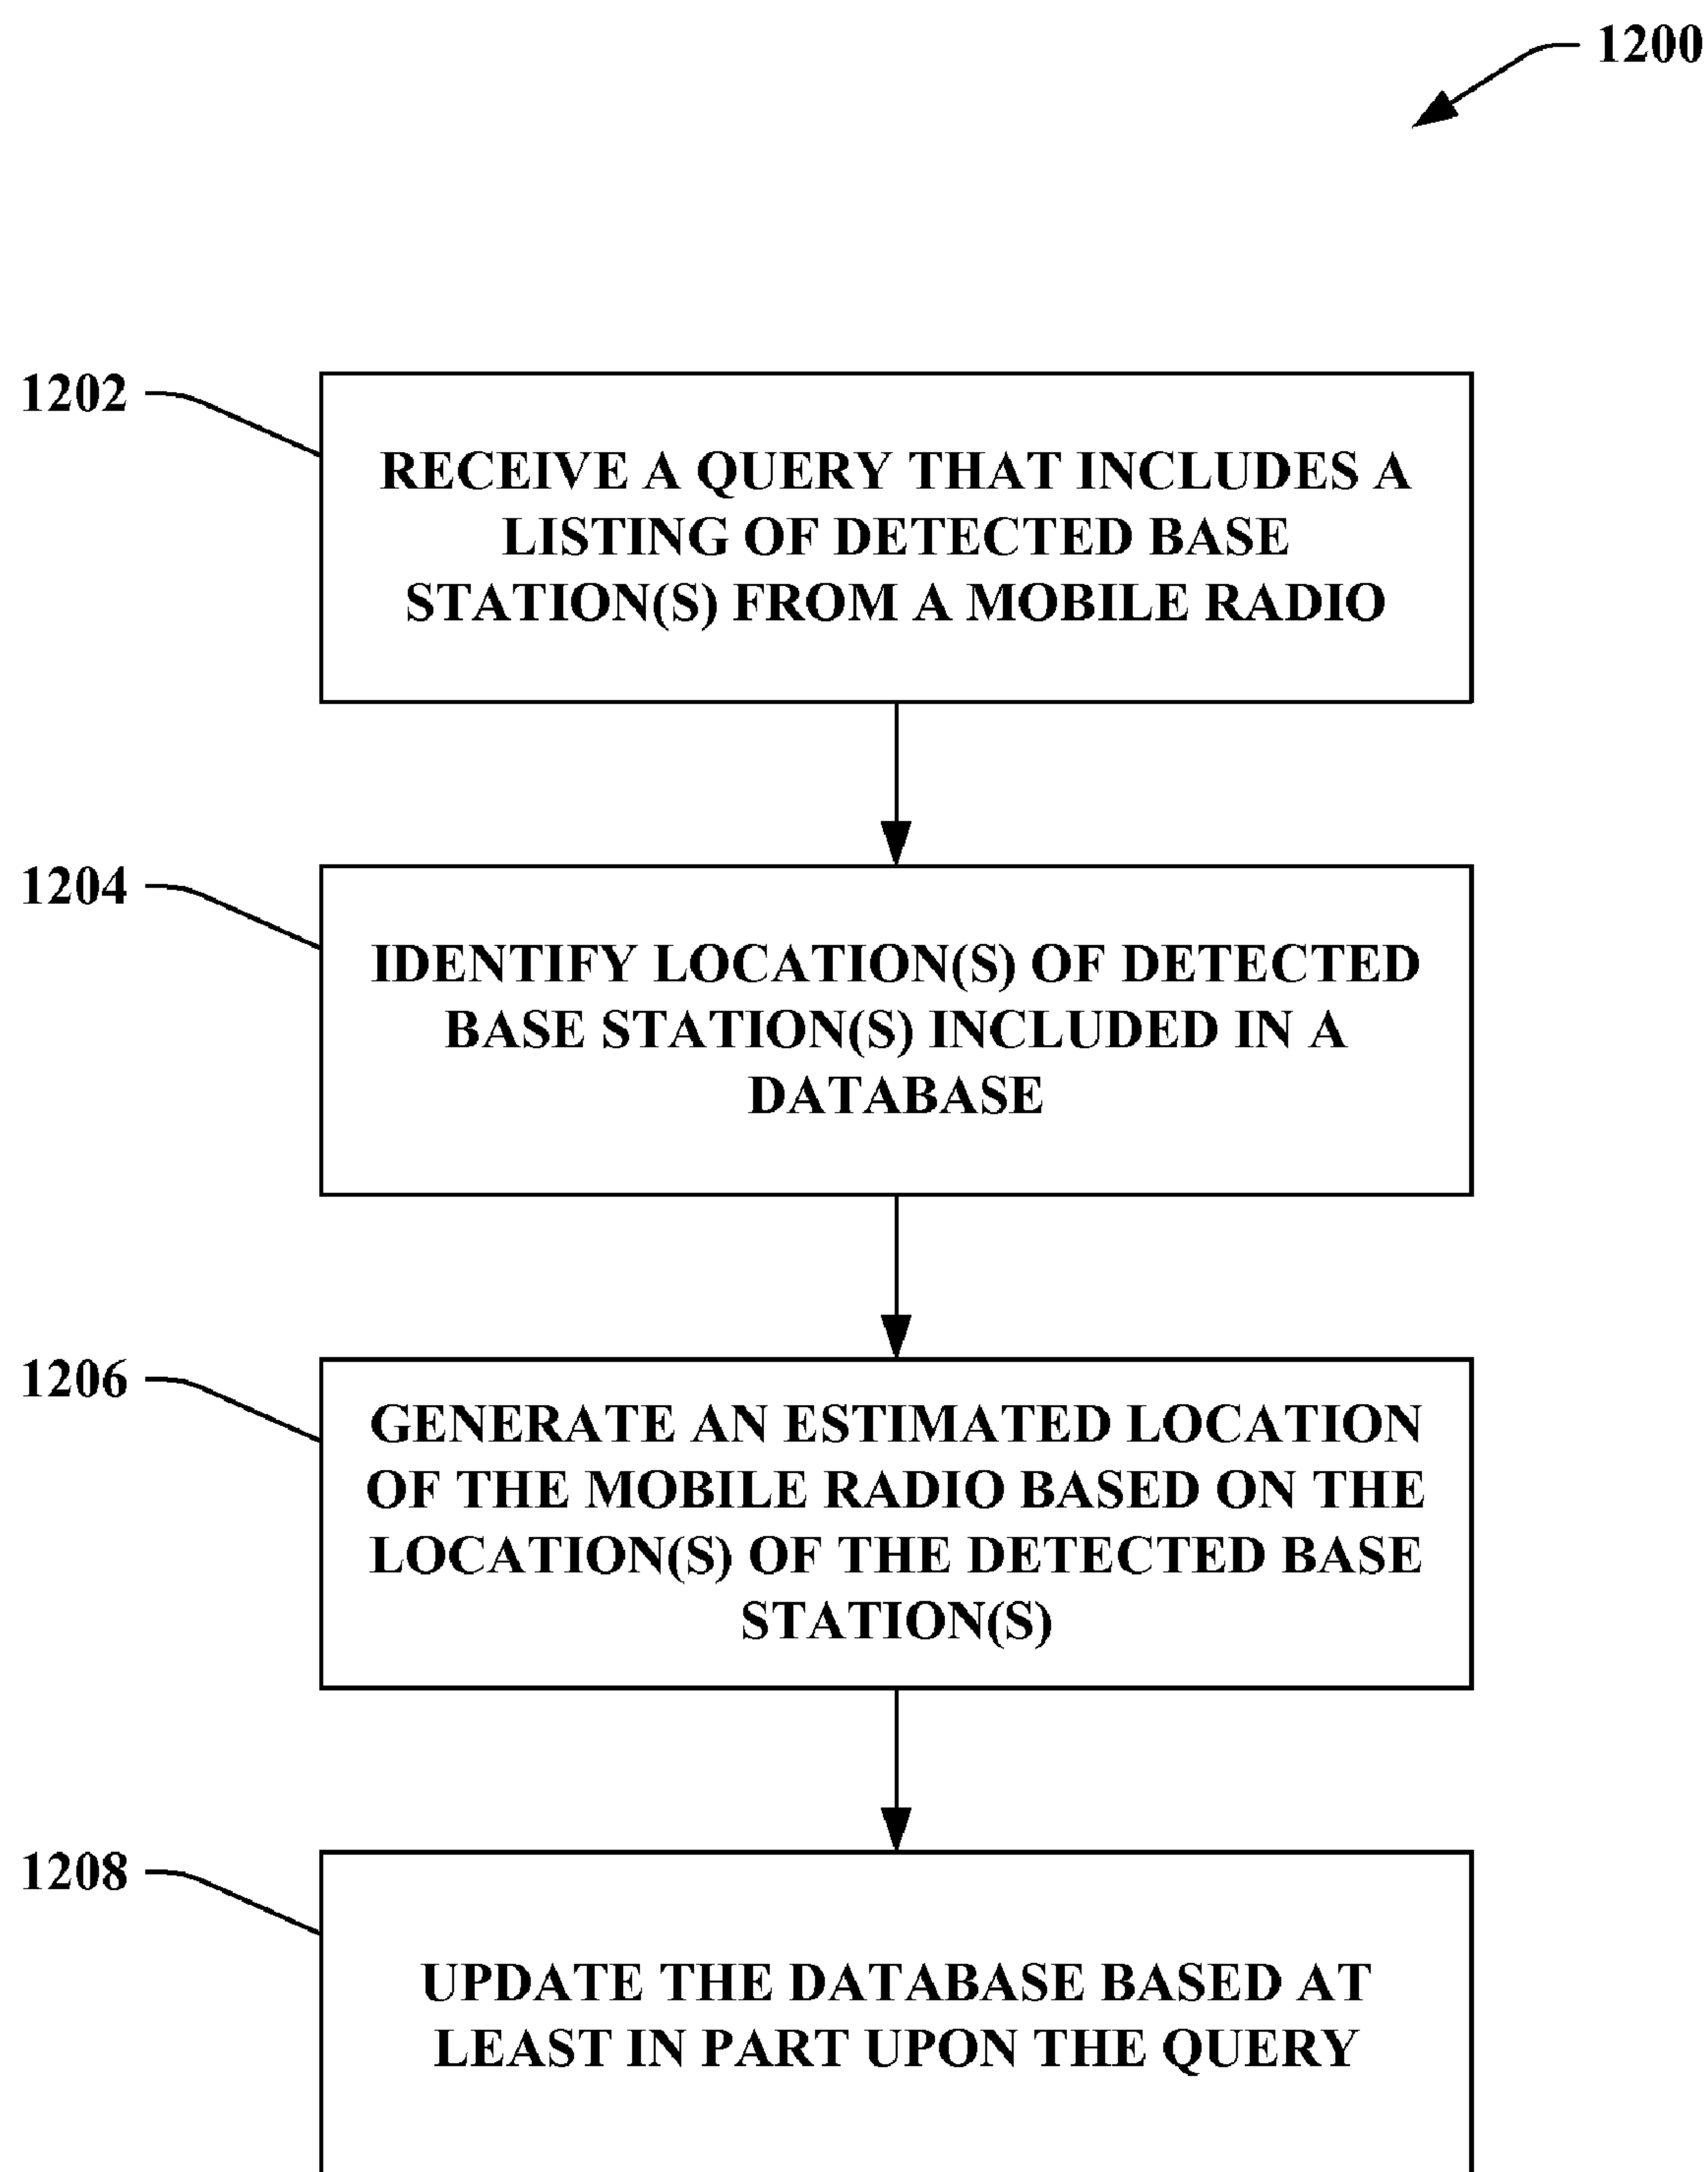 1200
1202
RECEIVE A QUERY THAT INCLUDES A
LISTING OF DETECTED BASE
STATION(S) FROM A MOBILE RADIO
1204
IDENTIFY LOCATION(S) OF DETECTED
BASE STATION(S) INCLUDED IN A
DATABASE
1206
GENERATE AN ESTIMATED LOCATION
OF THE MOBILE RADIO BASED ON THE
LOCATION(S) OF THE DETECTED BASE
STATION(S)
1208
UPDATE THE DATABASE BASED AT
LEAST IN PART UPON THE QUERY